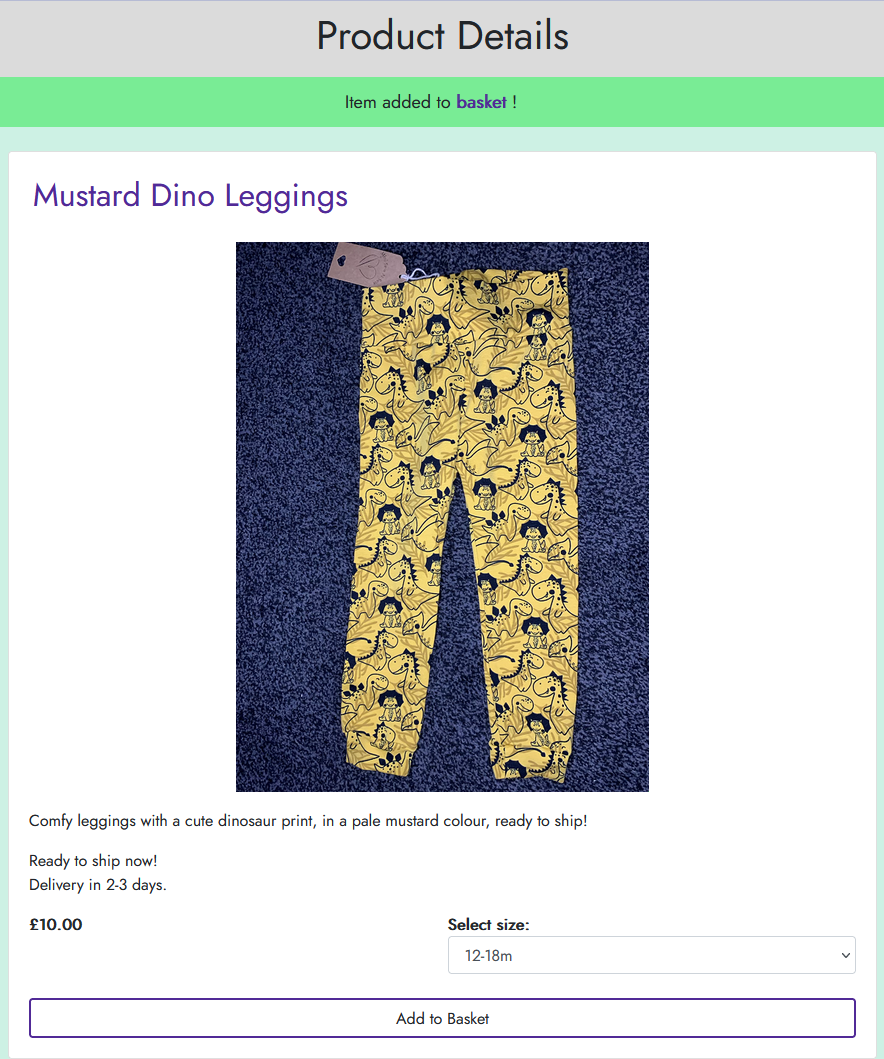 Product Details
Item added to basket !
Mustard Dino Leggings
Comfy leggings with a cute dinosaur print, in a pale mustard colour, ready to ship!
Ready to ship now!
Delivery in 2-3 days.
£10.00
Select size:
12-18m
Add to Basket